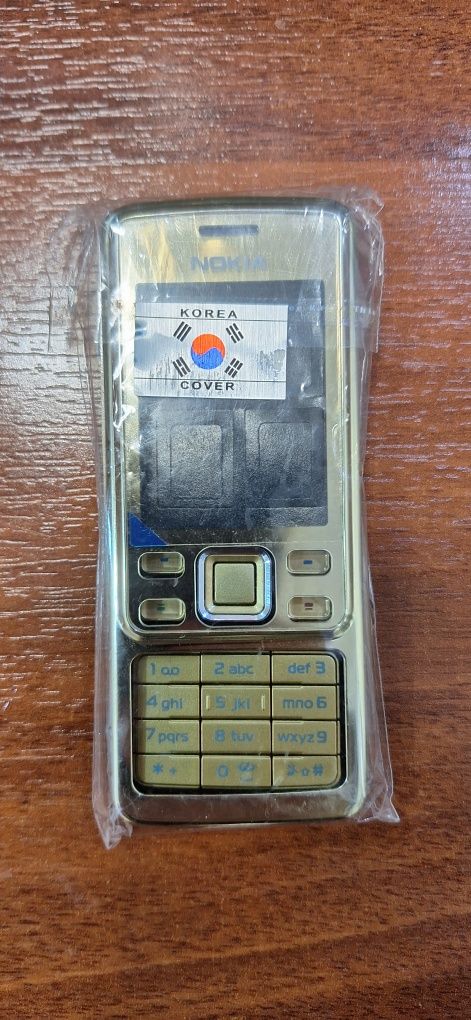 NOKIA
KOREA
COVER
1 ഫ 2 abc def 3
4 ghi 5 jkl mno 6
7 pqrs 8 tuv wxyz 9
* + 0 #